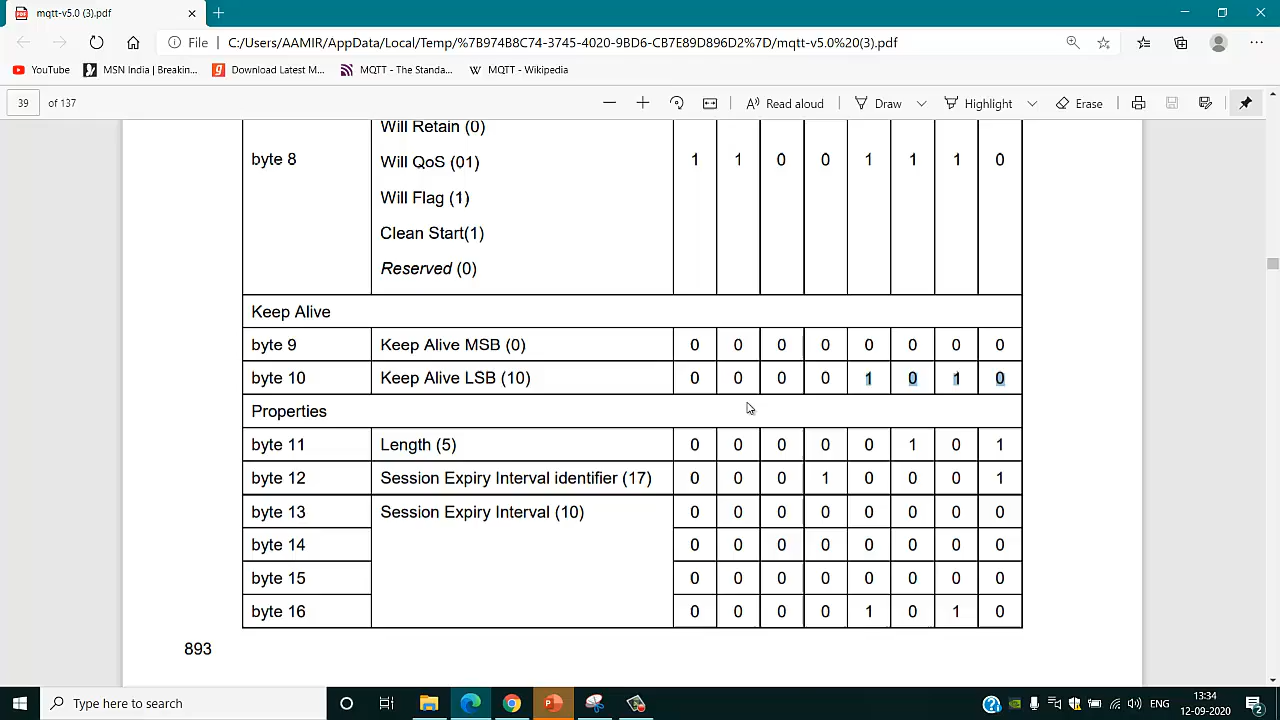 mqtt-v5.0 (3).pdf
File C:/Users/AAMIR/AppData/Local/Temp/%7B974B8C74-3745-4020-9BD6-CB7E89D896D2%7D/mqtt-v5.0%20(3).pdf
YouTube MSN India | Breakin... Download Latest M... MQTT - The Standa... MQTT - Wikipedia
39 of 137 Read aloud Draw Highlight Erase
Will Retain (0)
byte 8 1 1 0 0 1 1 1 0
Will QoS (01)
Will Flag (1)
Clean Start(1)
Reserved (0)
Keep Alive
byte 9 Keep Alive MSB (0) 0 0 0 0 0 0 0 0
byte 10 Keep Alive LSB (10) 0 0 0 0 1 0 1 0
Properties
byte 11 Length (5) 0 0 0 0 0 1 0 1
byte 12 Session Expiry Interval identifier (17) 0 0 0 1 0 0 0 1
byte 13 Session Expiry Interval (10) 0 0 0 0 0 0 0 0
byte 14 0 0 0 0 0 0 0 0
byte 15 0 0 0 0 0 0 0 0
byte 16 0 0 0 0 1 0 1 0
893
Type here to search
ENG
13:34
12-09-2020
2